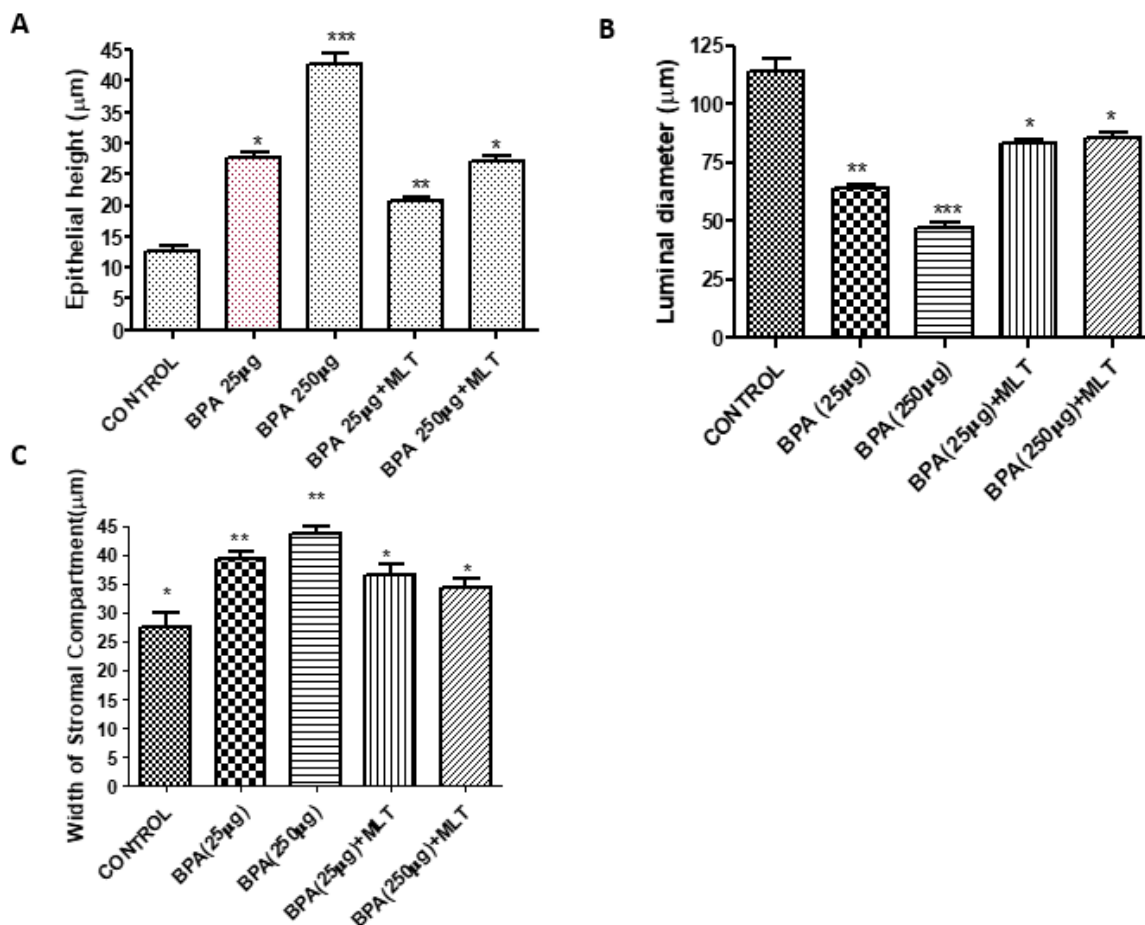 A
Epithelial height (μm)
45
40
35
30
25
20
15
10
5
0
*
***
**
*
CONTROL
BPA 25μg
BPA 250μg
BPA 25μg+MLT
BPA 250μg+MLT
B
Luminal diameter (μm)
125
100
75
50
25
0
**
***
*
*
CONTROL
BPA (25μg)
BPA(250μg)
BPA(25μg)+MLT
BPA(250μg)+MLT
C
Width of Stromal Compartment(μm)
45
40
35
30
25
20
15
10
5
0
*
**
**
*
*
CONTROL
BPA(25μg)
BPA(250μg)
BPA(25μg)+MLT
BPA(250μg)+MLT